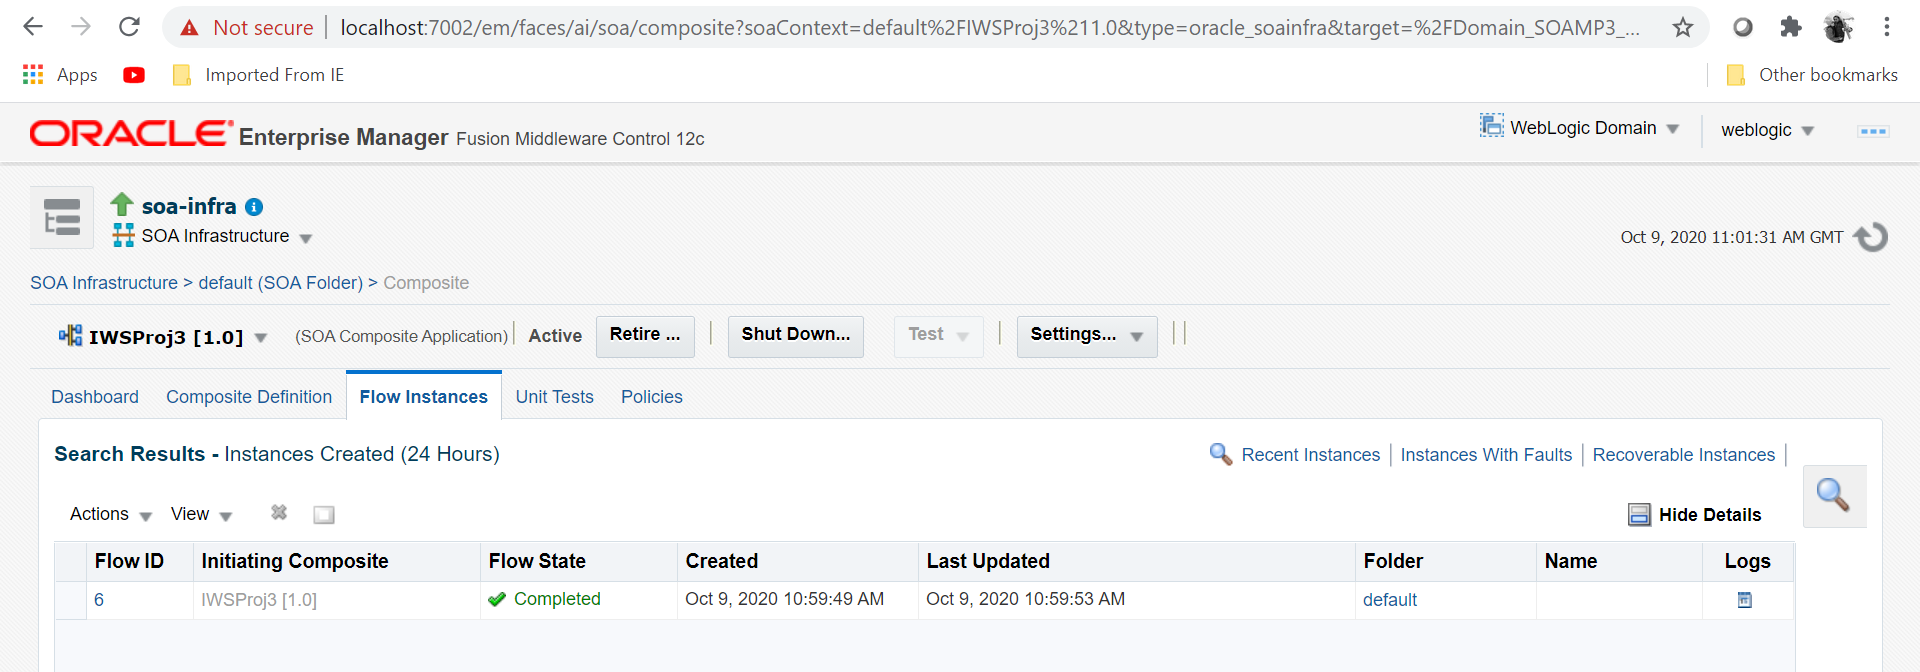 Not secure | localhost:7002/em/faces/ai/soa/composite?soaContext=default%2FIWSProj3%211.0&type=oracle_soainfra&target=%2FDomain_SOAMP3_...
Apps Imported From IE Other bookmarks
ORACLE® Enterprise Manager Fusion Middleware Control 12c WebLogic Domain weblogic
soa-infra
SOA Infrastructure
Oct 9, 2020 11:01:31 AM GMT
SOA Infrastructure > default (SOA Folder) > Composite
IWSProj3 [1.0] (SOA Composite Application) Active Retire ... Shut Down... Test Settings...
Dashboard Composite Definition Flow Instances Unit Tests Policies
Search Results - Instances Created (24 Hours) Recent Instances Instances With Faults Recoverable Instances
Actions View Hide Details
Flow ID Initiating Composite Flow State Created Last Updated Folder Name Logs
6 IWSProj3 [1.0] Completed Oct 9, 2020 10:59:49 AM Oct 9, 2020 10:59:53 AM default